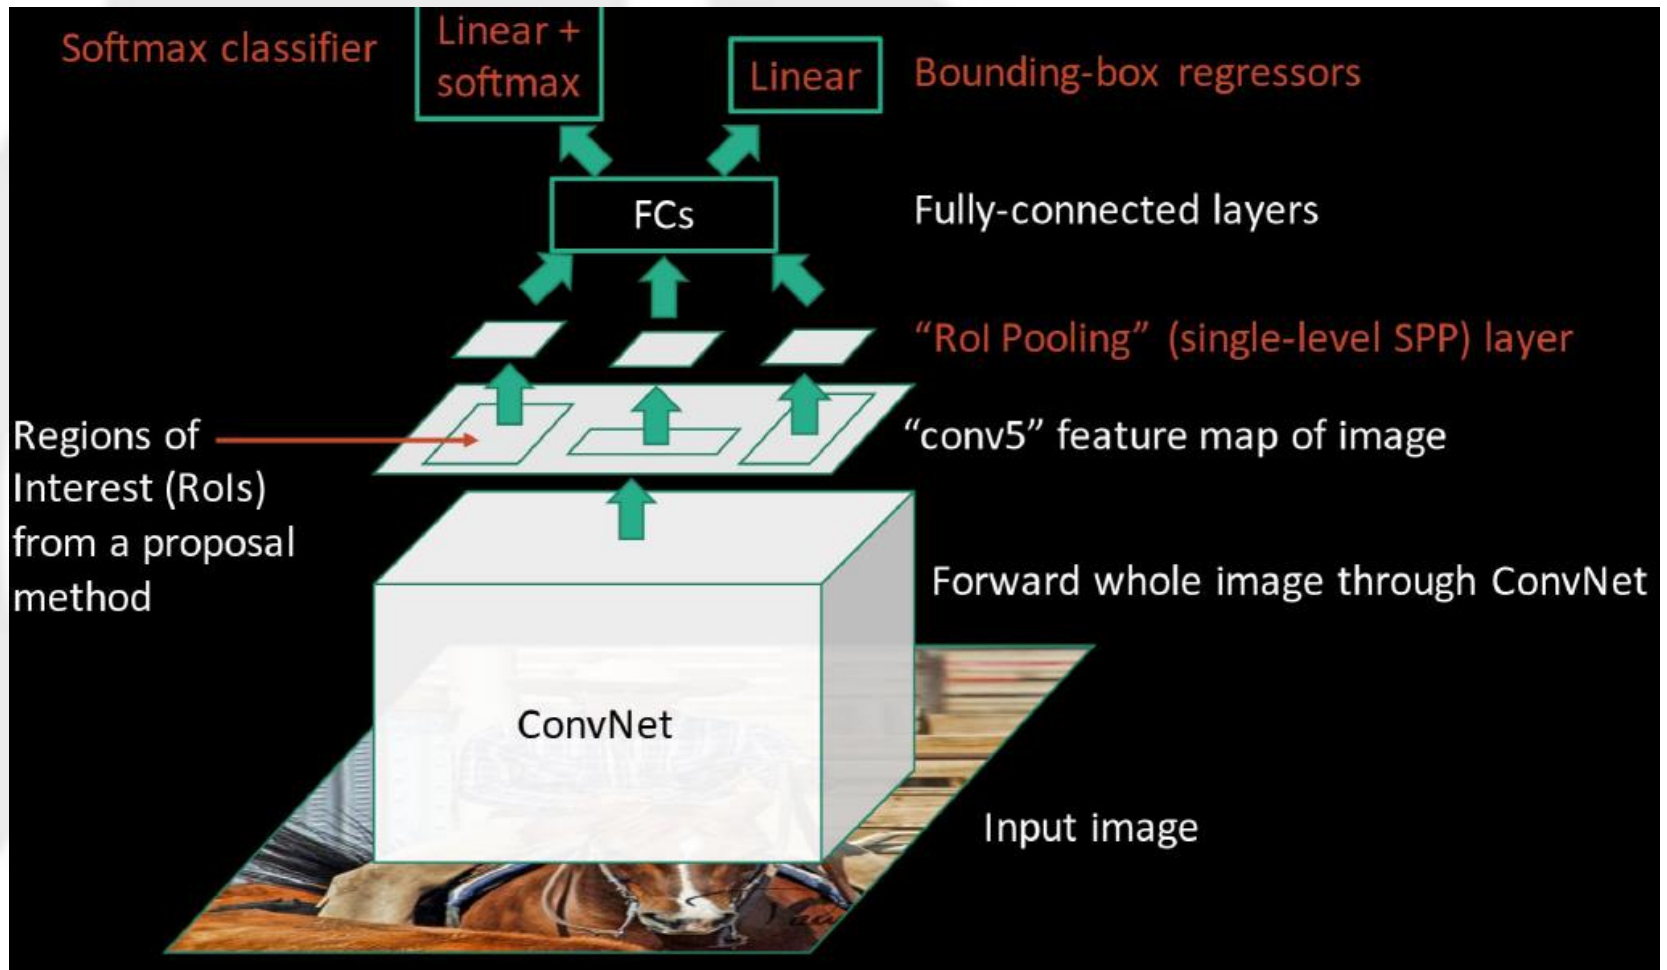 Softmax classifier
Linear +
softmax
Linear
Bounding-box regressors
FCs
Fully-connected layers
“RoI Pooling” (single-level SPP) layer
Regions of
Interest (RoIs)
from a proposal
method
“conv5” feature map of image
Forward whole image through ConvNet
ConvNet
Input image